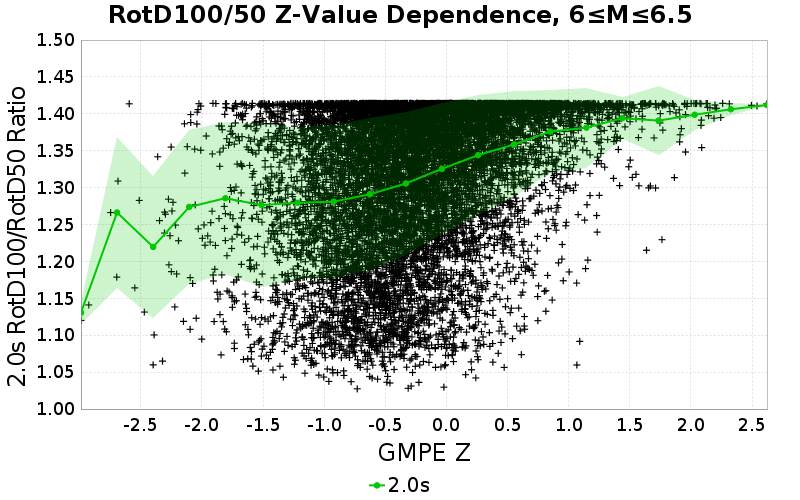 RotD100/50 Z-Value Dependence, 6≤M≤6.5
2.0s RotD100/RotD50 Ratio
1.50
1.45
1.40
1.35
1.30
1.25
1.20
1.15
1.10
1.05
1.00
-2.5 -2.0 -1.5 -1.0 -0.5 0.0 0.5 1.0 1.5 2.0 2.5
GMPE Z
2.0s